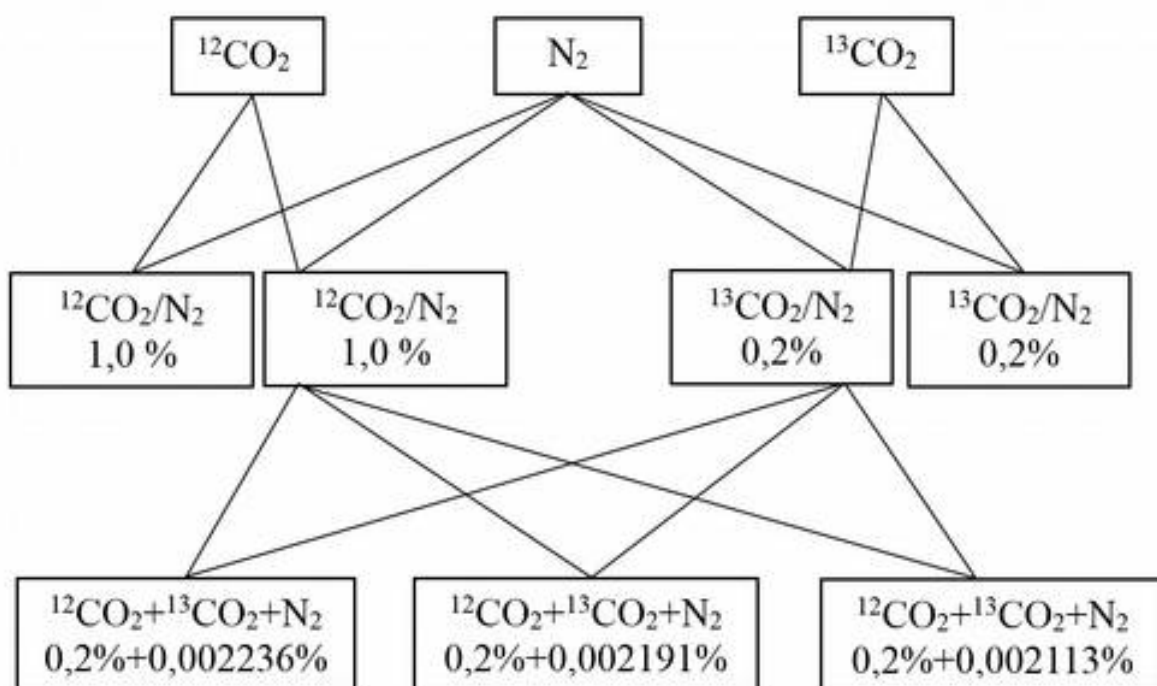 ¹²CO₂
N₂
¹³CO₂
¹²CO₂/N₂
1,0 %
¹²CO₂/N₂
1,0 %
¹³CO₂/N₂
0,2%
¹³CO₂/N₂
0,2%
¹²CO₂+¹³CO₂+N₂
0,2%+0,002236%
¹²CO₂+¹³CO₂+N₂
0,2%+0,002191%
¹²CO₂+¹³CO₂+N₂
0,2%+0,002113%